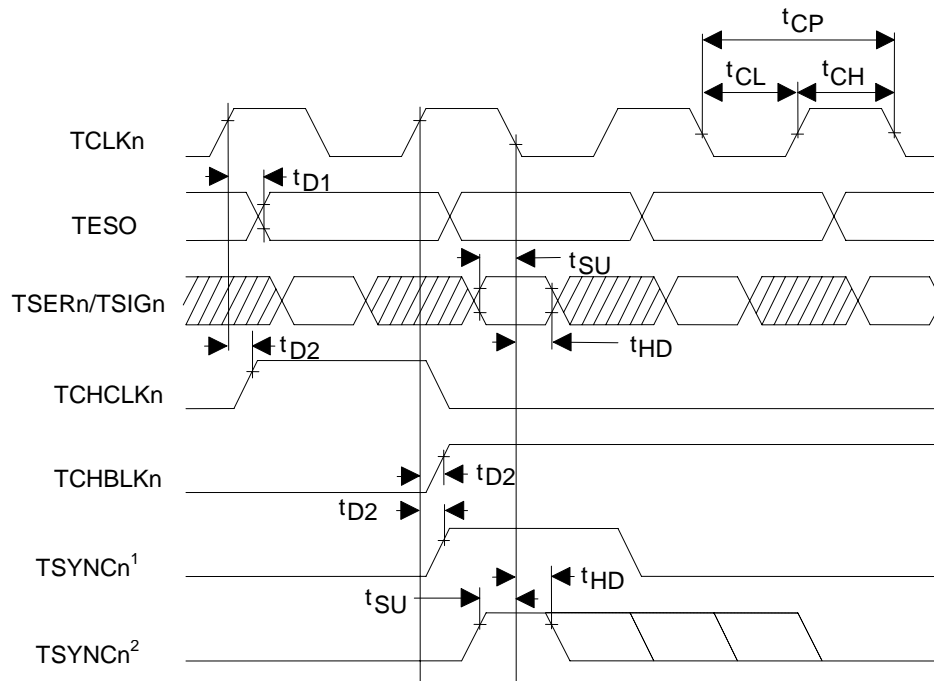 tCP
tCL tCH
TCLKn
tD1
TESO
tSU
TSERn/TSIGn
tD2 tHD
TCHCLKn
TCHBLKn tD2
tD2
TSYNCn¹
tHD
tSU
TSYNCn²